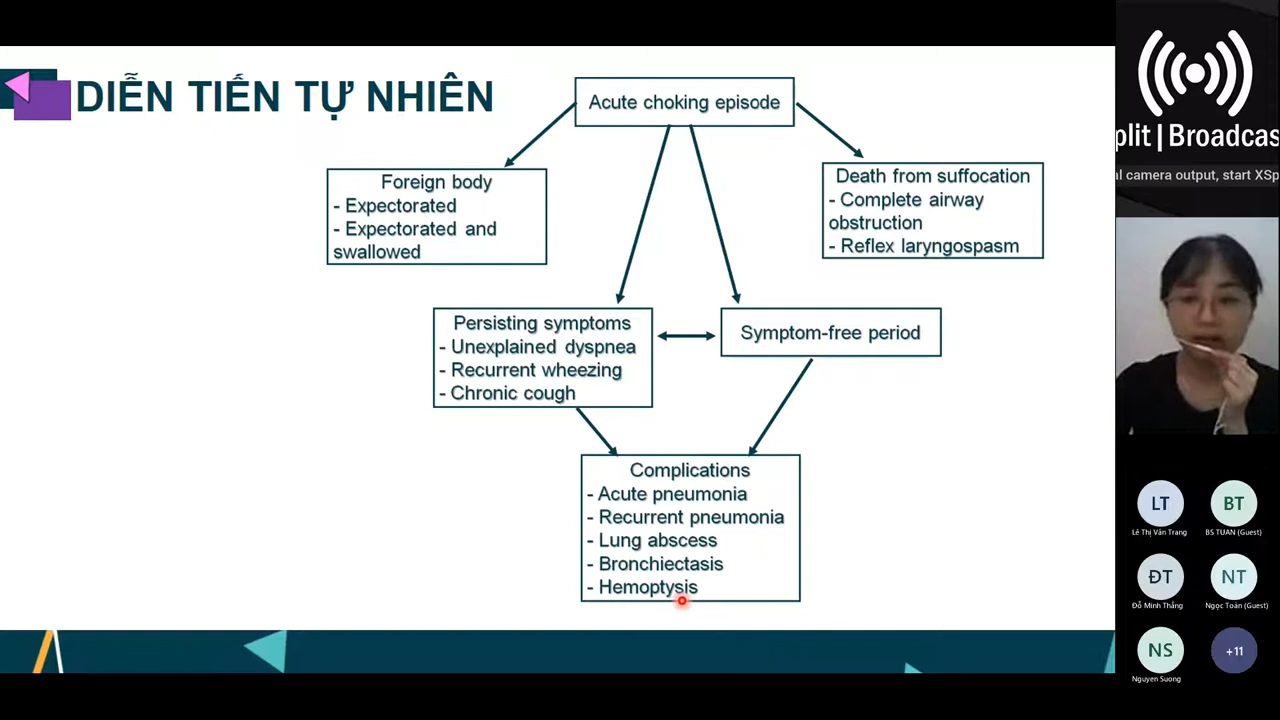 DIỄN TIẾN TỰ NHIÊN
Acute choking episode
Foreign body
- Expectorated
- Expectorated and
swallowed
Death from suffocation
- Complete airway
obstruction
- Reflex laryngospasm
Persisting symptoms
- Unexplained dyspnea
- Recurrent wheezing
- Chronic cough
Symptom-free period
Complications
- Acute pneumonia
- Recurrent pneumonia
- Lung abscess
- Bronchiectasis
- Hemoptysis
plit | Broadcas
l camera output, start XSp
LT
Lê Thị Vân Trang
BT
BS TUAN (Guest)
ĐT
Đỗ Minh Thắng
NT
Ngọc Toàn (Guest)
NS
Nguyen Suong
+11